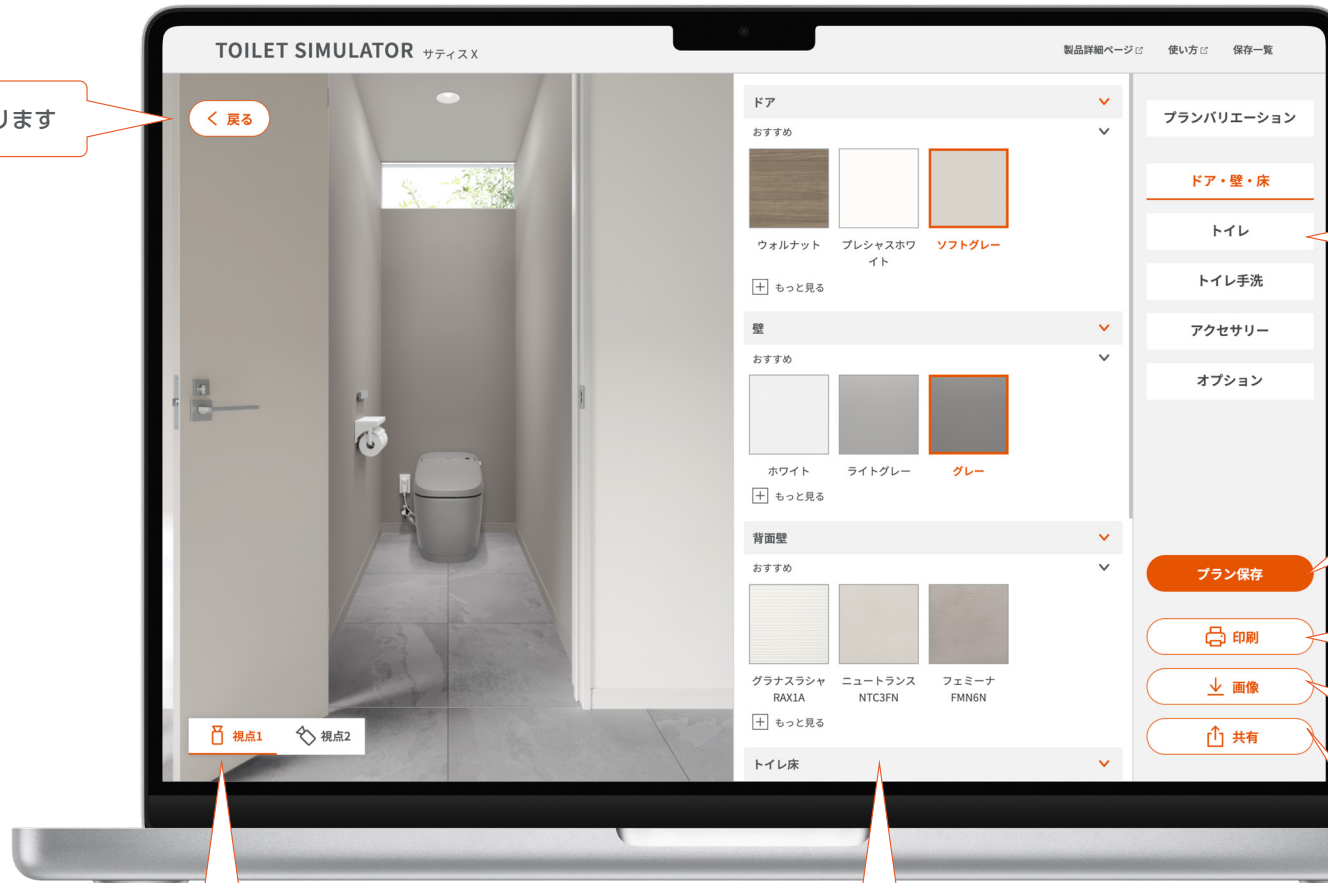 TOILET SIMULATOR サティスX
製品詳細ページ
使い方
保存一覧
ります
戻る
視点1
視点2
ドア
おすすめ
ウォルナット
プレシャスホワ
イト
ソフトグレー
もっと見る
壁
おすすめ
ホワイト
ライトグレー
グレー
もっと見る
背面壁
おすすめ
グラナスラシャ
RAX1A
ニュートランス
NTC3FN
フェミーナ
FMN6N
もっと見る
トイレ床
プランバリエーション
ドア・壁・床
トイレ
トイレ手洗
アクセサリー
オプション
プラン保存
印刷
画像
共有